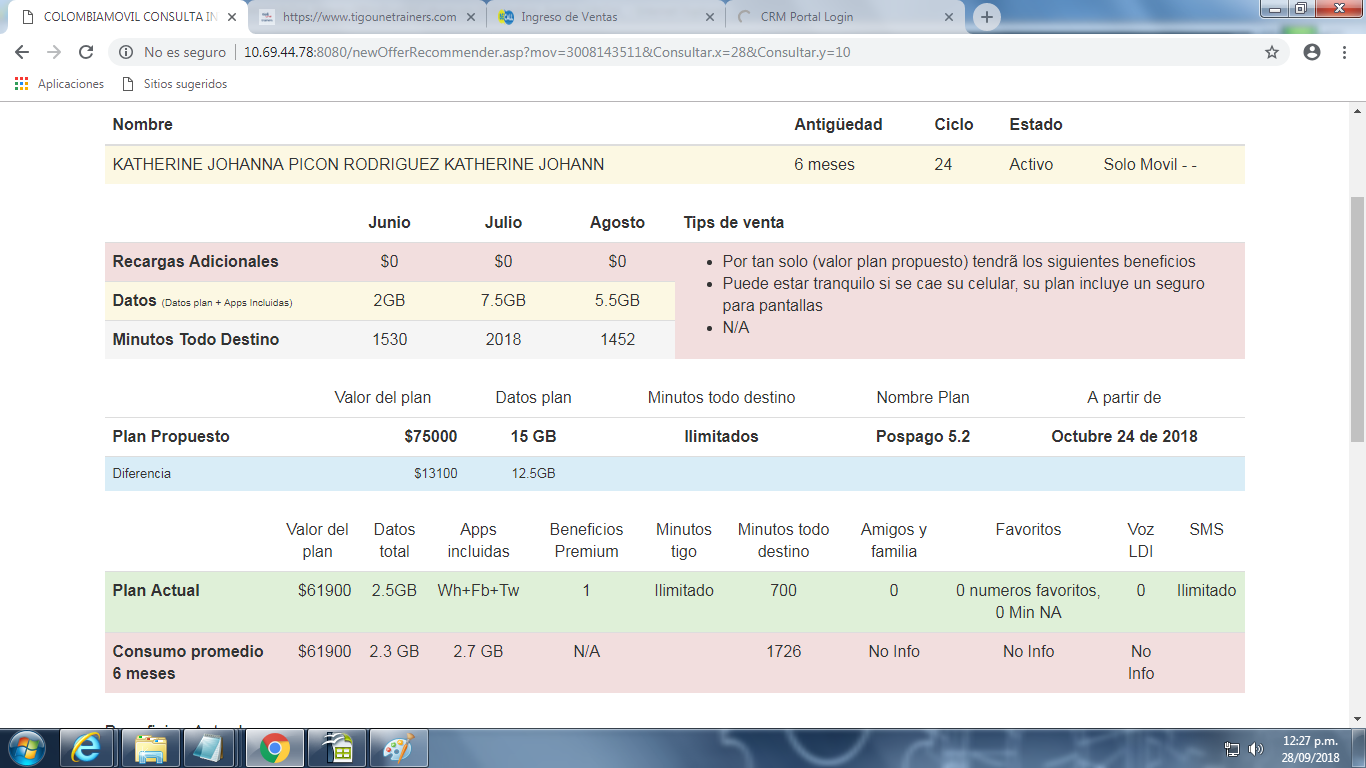 COLOMBIAMOVIL CONSULTA IN
https://www.tigounetrainers.com
Ingreso de Ventas
CRM Portal Login
No es seguro 10.69.44.78:8080/newOfferRecommender.asp?mov=3008143511&Consultar.x=28&Consultar.y=10
Aplicaciones Sitios sugeridos
Nombre Antigüedad Ciclo Estado
KATHERINE JOHANNA PICON RODRIGUEZ KATHERINE JOHANN 6 meses 24 Activo Solo Movil - -
Junio Julio Agosto Tips de venta
Recargas Adicionales $0 $0 $0
Datos (Datos plan + Apps Incluidas) 2GB 7.5GB 5.5GB
Minutos Todo Destino 1530 2018 1452
• Por tan solo (valor plan propuesto) tendrã los siguientes beneficios
• Puede estar tranquilo si se cae su celular, su plan incluye un seguro
para pantallas
• N/A
Valor del plan Datos plan Minutos todo destino Nombre Plan A partir de
Plan Propuesto $75000 15 GB Ilimitados Pospago 5.2 Octubre 24 de 2018
Diferencia $13100 12.5GB
Valor del Datos Apps Beneficios Minutos Minutos todo Amigos y Favoritos Voz SMS
plan total incluidas Premium tigo destino familia LDI
Plan Actual $61900 2.5GB Wh+Fb+Tw 1 Ilimitado 700 0 0 numeros favoritos, 0 Ilimitado
0 Min NA
Consumo promedio $61900 2.3 GB 2.7 GB N/A 1726 No Info No Info No
6 meses Info
12:27 p.m.
28/09/2018